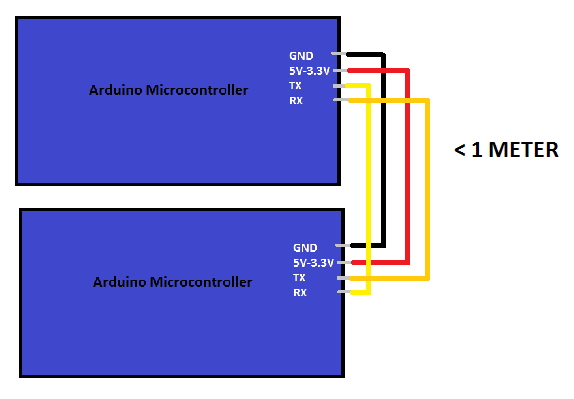 GND
5V-3.3V
Arduino Microcontroller
TX
RX
< 1 METER
GND
5V-3.3V
Arduino Microcontroller
TX
RX